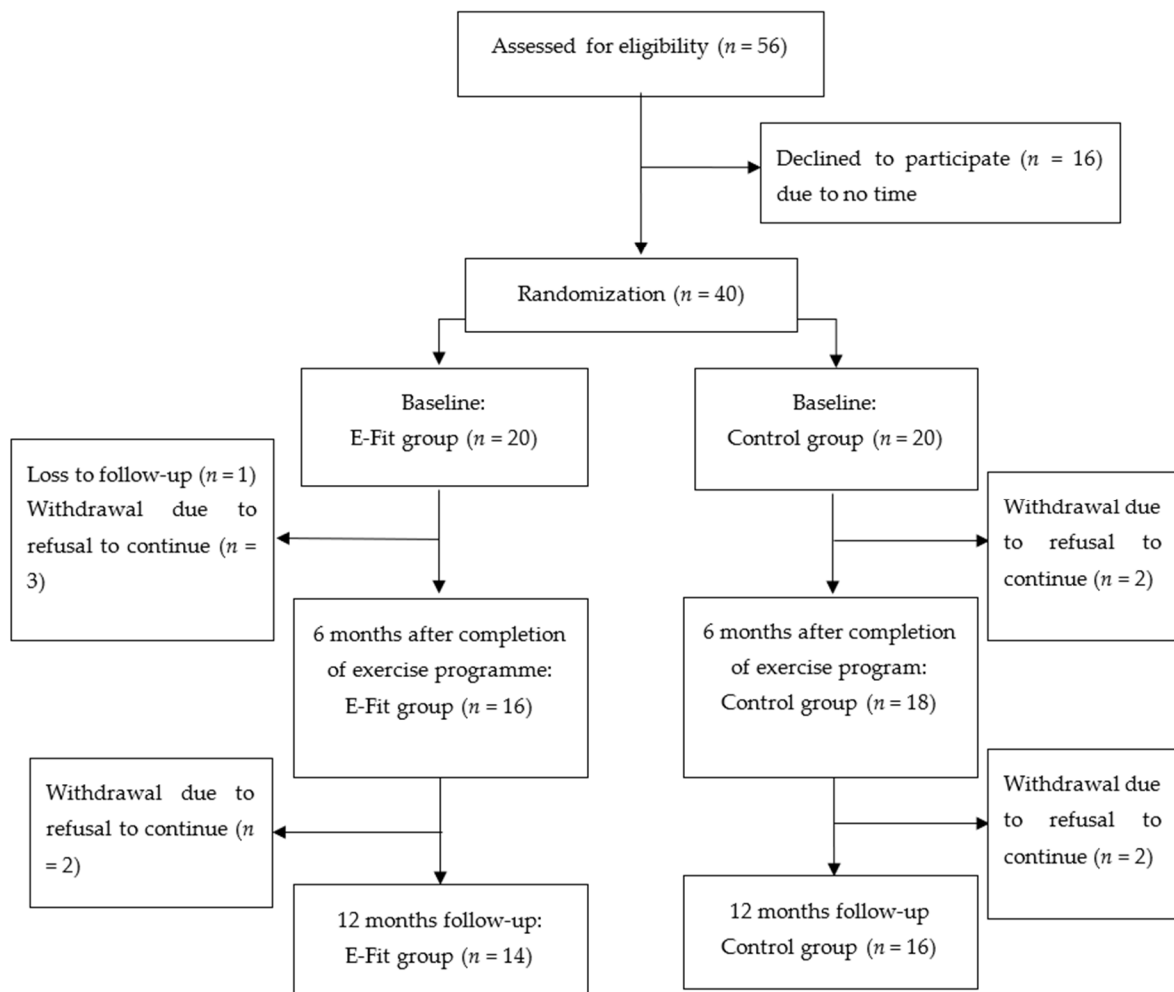 Assessed for eligibility (n = 56)
Declined to participate (n = 16)
due to no time
Randomization (n = 40)
Baseline:
E-Fit group (n = 20)
Baseline:
Control group (n = 20)
Loss to follow-up (n = 1)
Withdrawal due to
refusal to continue (n =
3)
Withdrawal due
to refusal to
continue (n = 2)
6 months after completion
of exercise programme:
E-Fit group (n = 16)
6 months after completion
of exercise program:
Control group (n = 18)
Withdrawal due to
refusal to continue (n
= 2)
Withdrawal due
to refusal to
continue (n = 2)
12 months follow-up:
E-Fit group (n = 14)
12 months follow-up
Control group (n = 16)